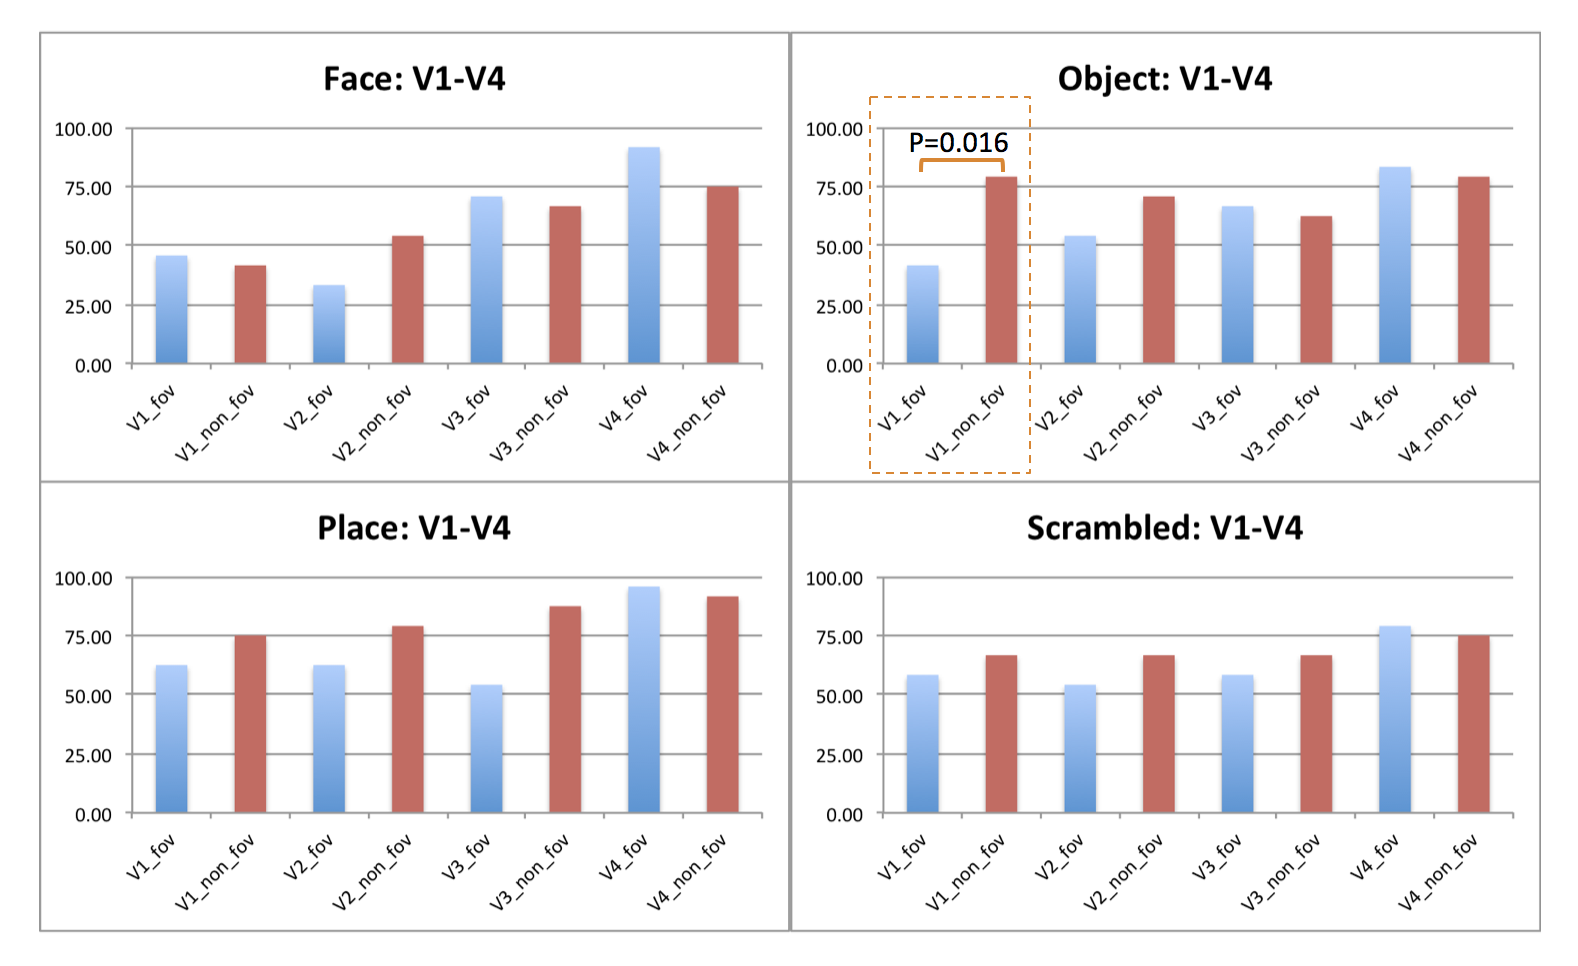 Face: V1-V4
100.00
75.00
50.00
25.00
0.00
V1_fov
V1_non_fov
V2_fov
V2_non_fov
V3_fov
V3_non_fov
V4_fov
V4_non_fov
Object: V1-V4
P=0.016
100.00
75.00
50.00
25.00
0.00
V1_fov
V1_non_fov
V2_fov
V2_non_fov
V3_fov
V3_non_fov
V4_fov
V4_non_fov
Place: V1-V4
100.00
75.00
50.00
25.00
0.00
V1_fov
V1_non_fov
V2_fov
V2_non_fov
V3_fov
V3_non_fov
V4_fov
V4_non_fov
Scrambled: V1-V4
100.00
75.00
50.00
25.00
0.00
V1_fov
V1_non_fov
V2_fov
V2_non_fov
V3_fov
V3_non_fov
V4_fov
V4_non_fov